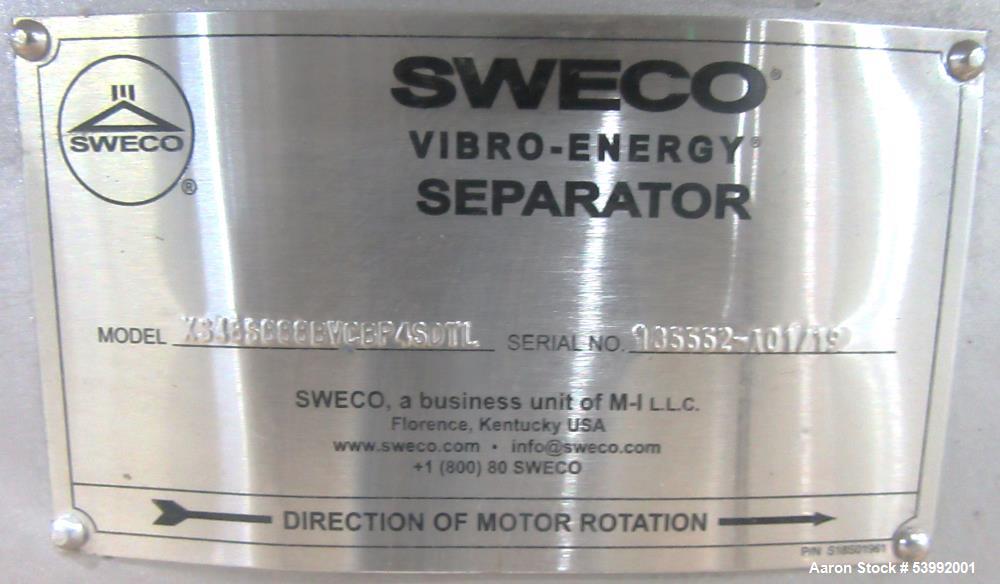 SWECO®
VIBRO-ENERGY®
SEPARATOR
SWECO
®
MODEL
SERIAL NO.
SWECO, a business unit of M-I L.L.C.
Florence, Kentucky USA
www.sweco.com • info@sweco.com
+1 (800) 80 SWECO
DIRECTION OF MOTOR ROTATION
P/N S18S01961
Aaron Stock # 53992001